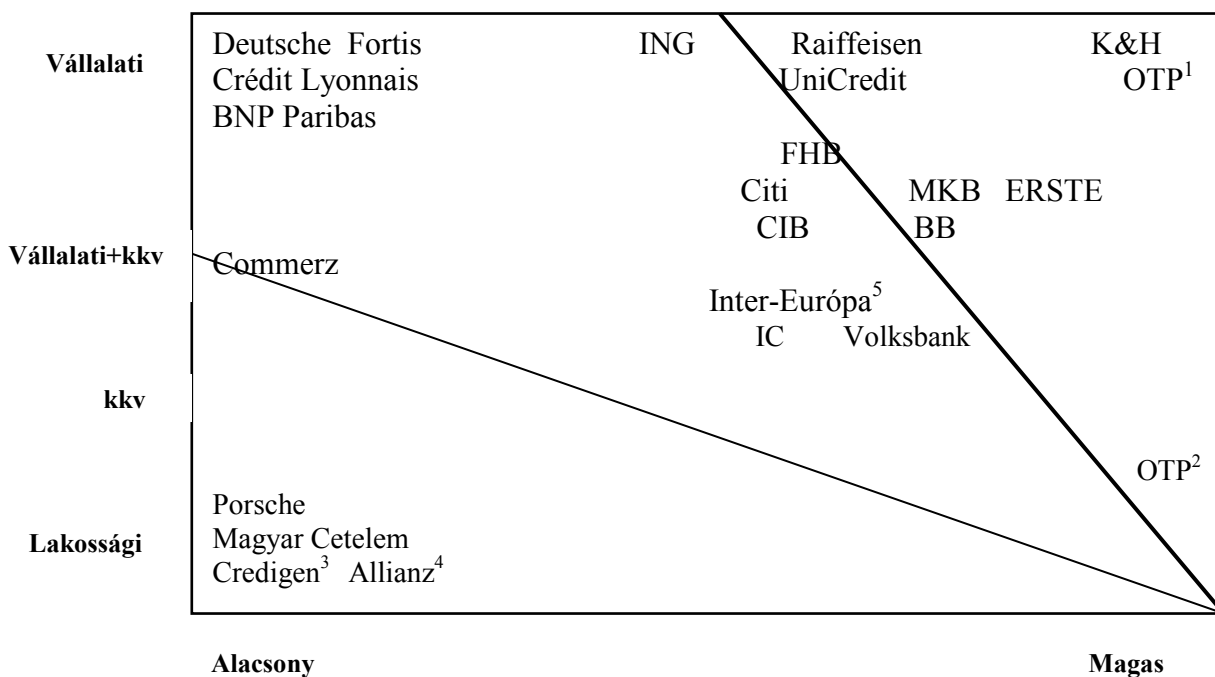 Deutsche Fortis ING Raiffeisen K&H
Vállalati
Crédit Lyonnais UniCredit OTP1
BNP Paribas
FHB
Citi MKB ERSTE
CIB BB
Vállalati+kkv
Commerz
Inter-Európa5
IC Volksbank
kkv
OTP2
Porsche
Lakossági
Magyar Cetelem
Credigen3 Allianz4
Alacsony Magas